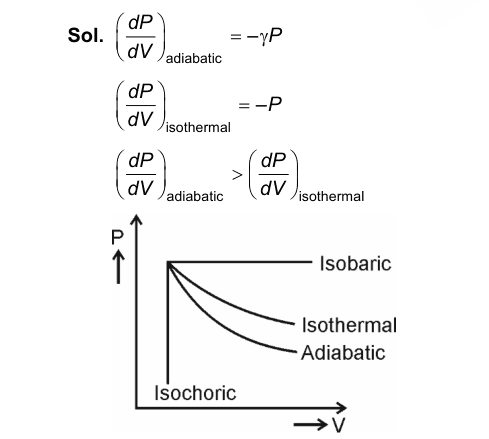 Sol. (dP/dV)adiabatic = –γP
(dP/dV)isothermal = –P
(dP/dV)adiabatic > (dP/dV)isothermal
P
Isobaric
Isothermal
Adiabatic
Isochoric
V